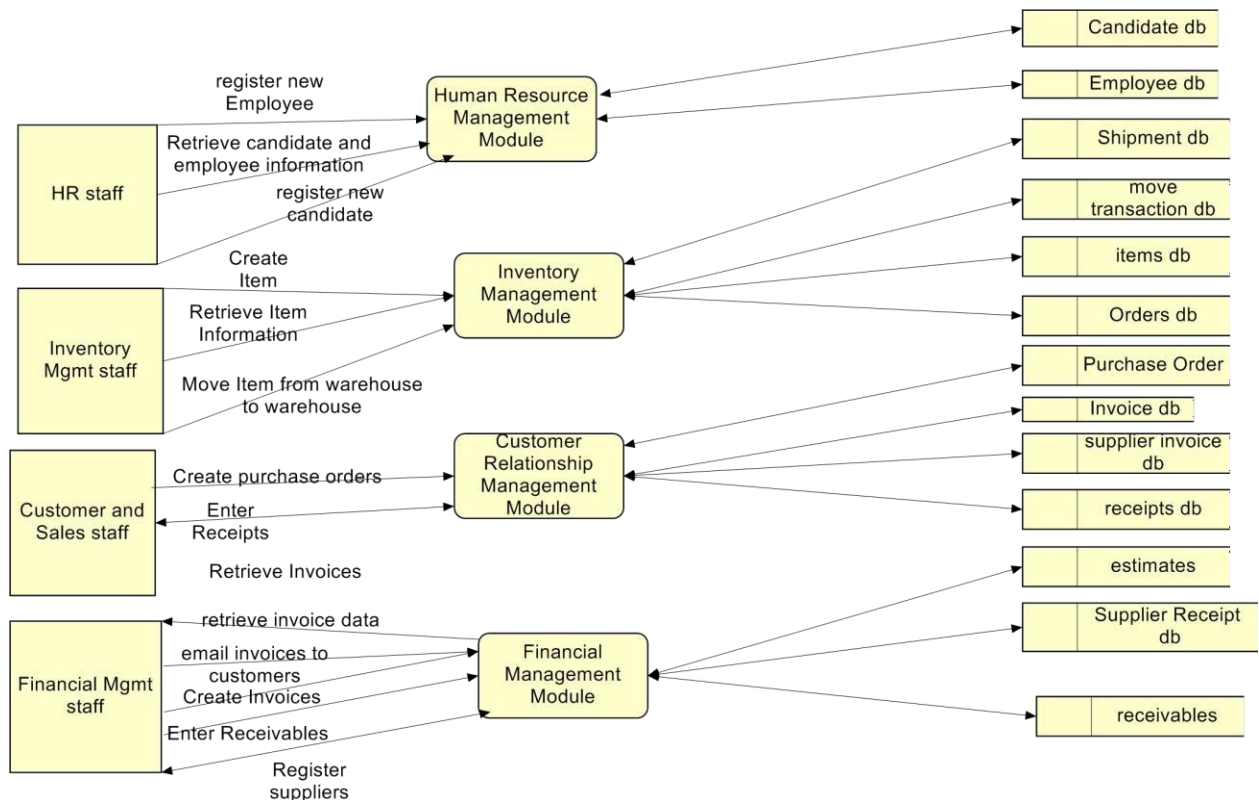 Candidate db
register new
Employee
Human Resource
Management
Module
Employee db
HR staff
Retrieve candidate and
employee information
register new
candidate
Shipment db
move
transaction db
Create
Item
Inventory
Management
Module
items db
Inventory
Mgmt staff
Retrieve Item
Information
Orders db
Move Item from warehouse
to warehouse
Purchase Order
Invoice db
Customer
Relationship
Management
Module
supplier invoice
db
Customer and
Sales staff
Create purchase orders
Enter
Receipts
receipts db
Retrieve Invoices
estimates
retrieve invoice data
Supplier Receipt
db
Financial Mgmt
staff
email invoices to
customers
Financial
Management
Module
Create Invoices
receivables
Enter Receivables
Register
suppliers